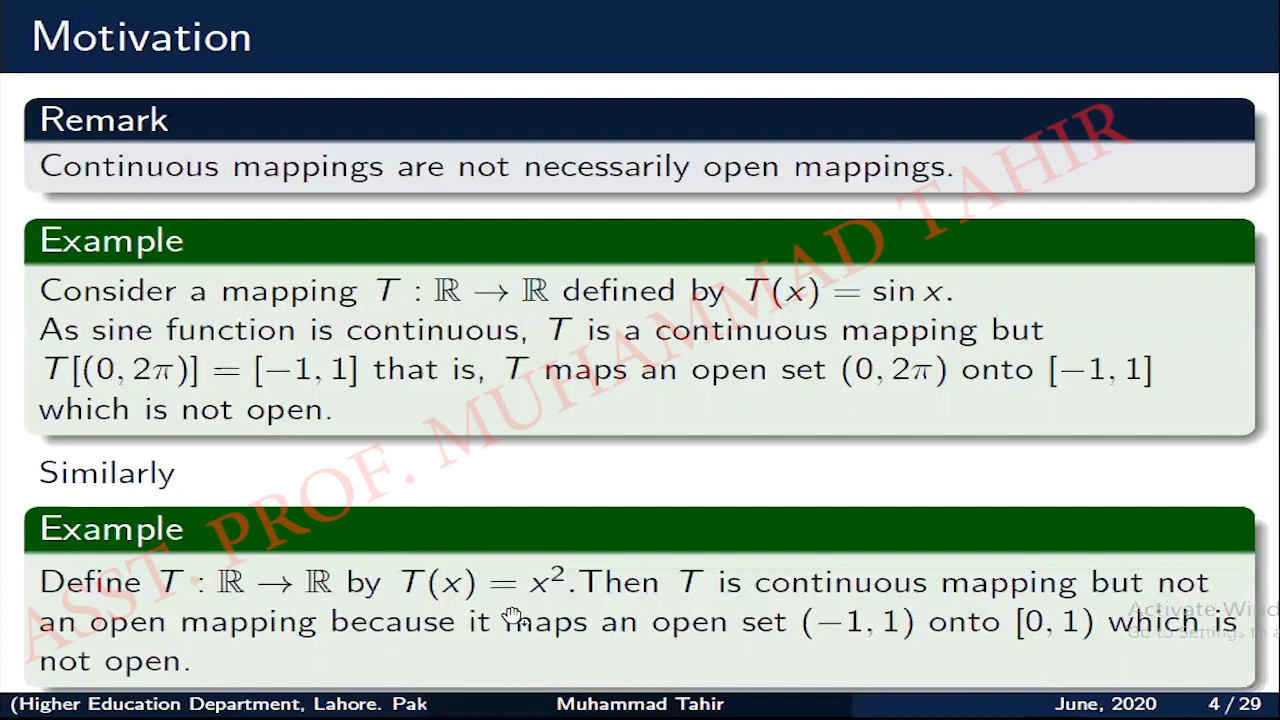 Motivation
Remark
Continuous mappings are not necessarily open mappings.
Example
Consider a mapping T : ℝ → ℝ defined by T(x) = sin x.
As sine function is continuous, T is a continuous mapping but
T[(0, 2π)] = [−1, 1] that is, T maps an open set (0, 2π) onto [−1, 1]
which is not open.
Similarly
Example
Define T : ℝ → ℝ by T(x) = x².Then T is continuous mapping but not
an open mapping because it maps an open set (−1, 1) onto [0, 1) which is
not open.
ASST. PROF. MUHAMMAD TAHIR
(Higher Education Department, Lahore. Pak
Muhammad Tahir
June, 2020
4 / 29